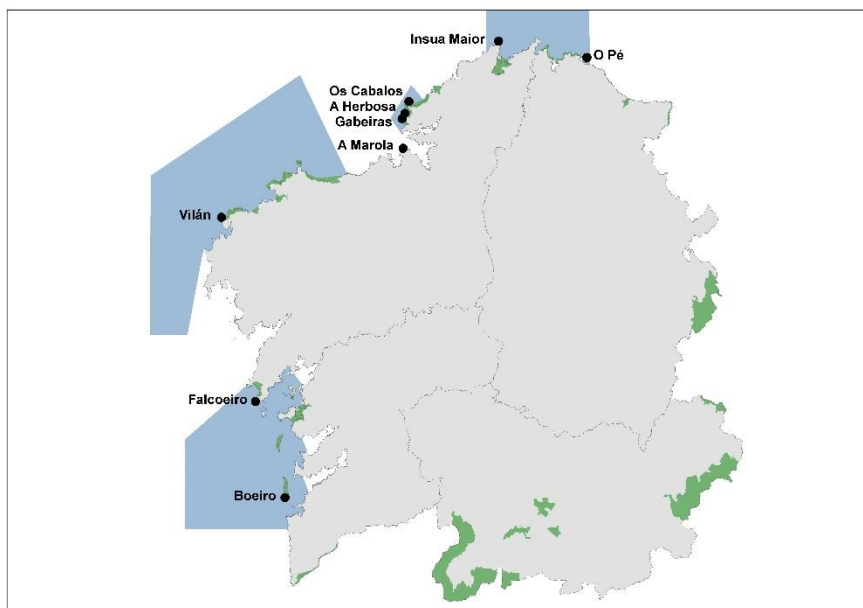 Insua Maior
O Pé
Os Cabalos
A Herbosa
Gabeiras
A Marola
Vilán
Falcoeiro
Boeiro